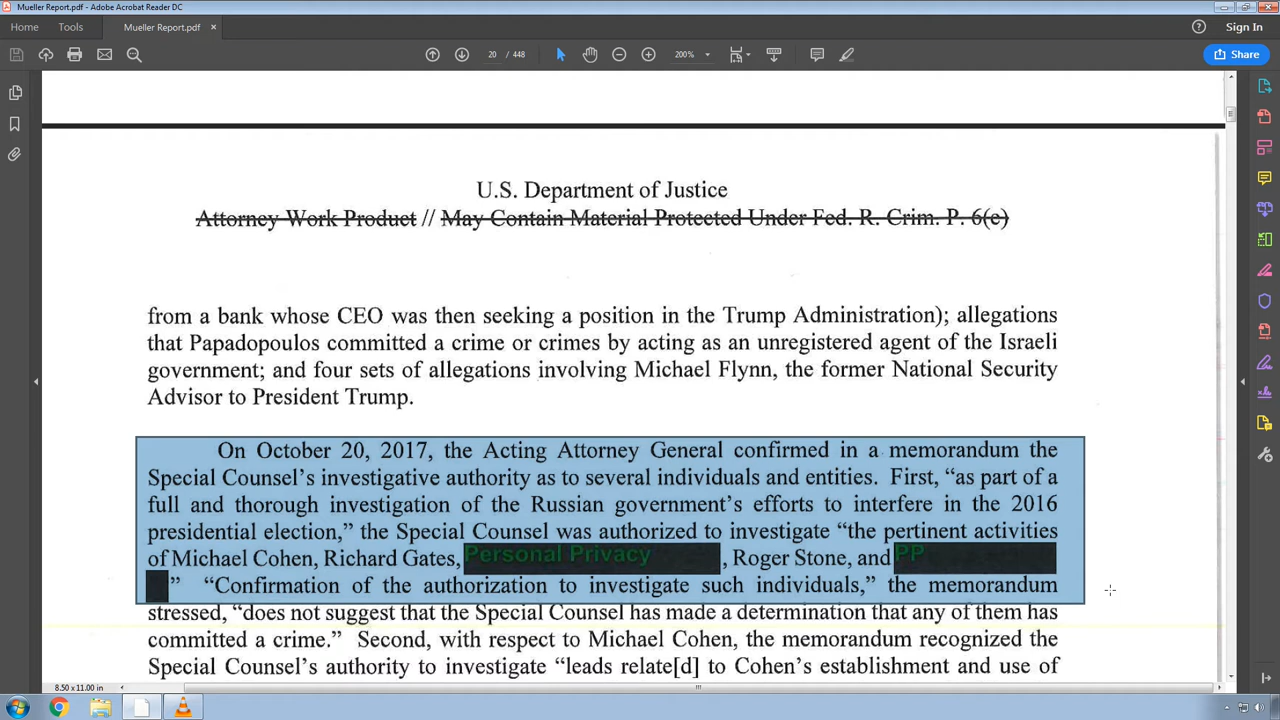 Mueller Report.pdf - Adobe Acrobat Reader DC
Home Tools Mueller Report.pdf × Sign In
20 / 448 200% Share
U.S. Department of Justice
Attorney Work Product // May Contain Material Protected Under Fed. R. Crim. P. 6(e)
from a bank whose CEO was then seeking a position in the Trump Administration); allegations
that Papadopoulos committed a crime or crimes by acting as an unregistered agent of the Israeli
government; and four sets of allegations involving Michael Flynn, the former National Security
Advisor to President Trump.
On October 20, 2017, the Acting Attorney General confirmed in a memorandum the
Special Counsel’s investigative authority as to several individuals and entities. First, “as part of a
full and thorough investigation of the Russian government’s efforts to interfere in the 2016
presidential election,” the Special Counsel was authorized to investigate “the pertinent activities
of Michael Cohen, Richard Gates, Personal Privacy, Roger Stone, and PP
” “Confirmation of the authorization to investigate such individuals,” the memorandum
stressed, “does not suggest that the Special Counsel has made a determination that any of them has
committed a crime.” Second, with respect to Michael Cohen, the memorandum recognized the
Special Counsel’s authority to investigate “leads relate[d] to Cohen’s establishment and use of
8.50 x 11.00 in